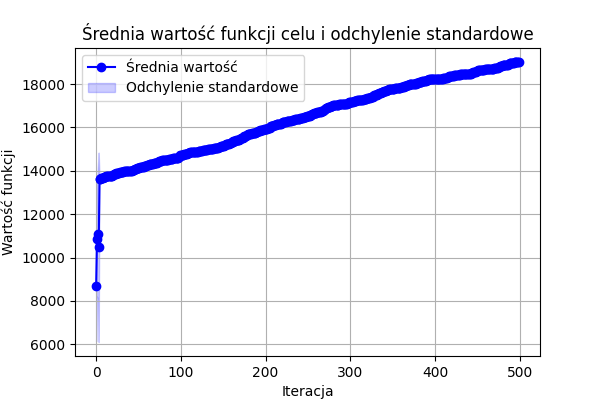 Średnia wartość funkcji celu i odchylenie standardowe
Średnia wartość
Odchylenie standardowe
Wartość funkcji
18000
16000
14000
12000
10000
8000
6000
0 100 200 300 400 500
Iteracja